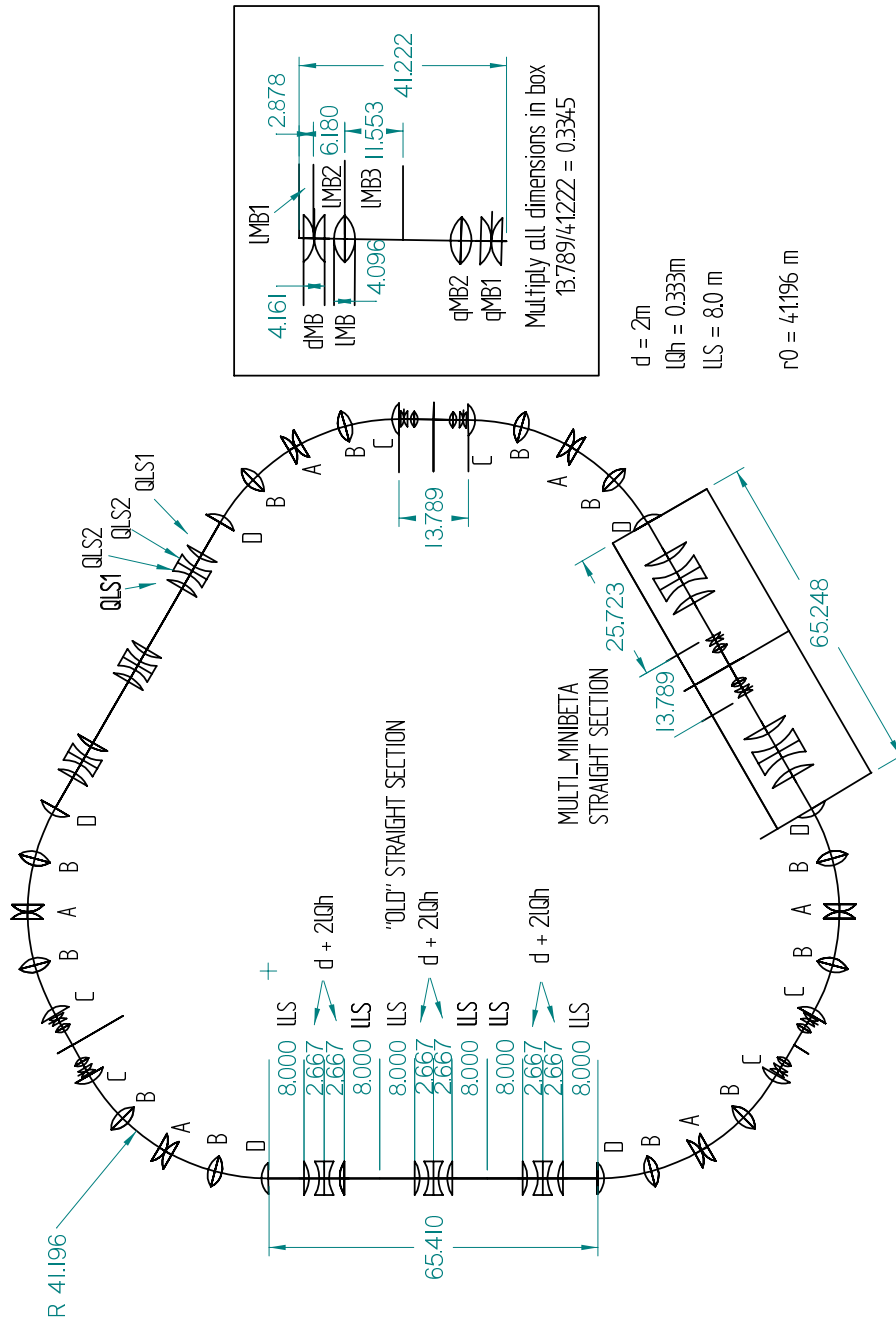 lMB1
2.878
lMB2
6.180
lMB3
11.553
41.222
4.161
dMB
lMB
4.096
qMB2
qMB1
Multiply all dimensions in box
13.789/41.222 = 0.3345
d = 2m
lQh = 0.333m
lLS = 8.0 m
r0 = 41.196 m
QLS1
QLS2
QLS2
QLS1
D
B
A
B
C
13.789
C
B
A
B
D
25.723
13.789
65.248
MULTI_MINIBETA
STRAIGHT SECTION
D
B
A
B
C
C
B
A
B
D
"OLD" STRAIGHT SECTION
8.000 lLS
2.667
2.667
d + 2lQh
8.000 lLS
8.000 lLS
2.667
2.667
d + 2lQh
8.000 lLS
8.000 lLS
2.667
2.667
d + 2lQh
8.000 lLS
65.410
D
B
A
B
C
R 41.196
C
B
A
B
D